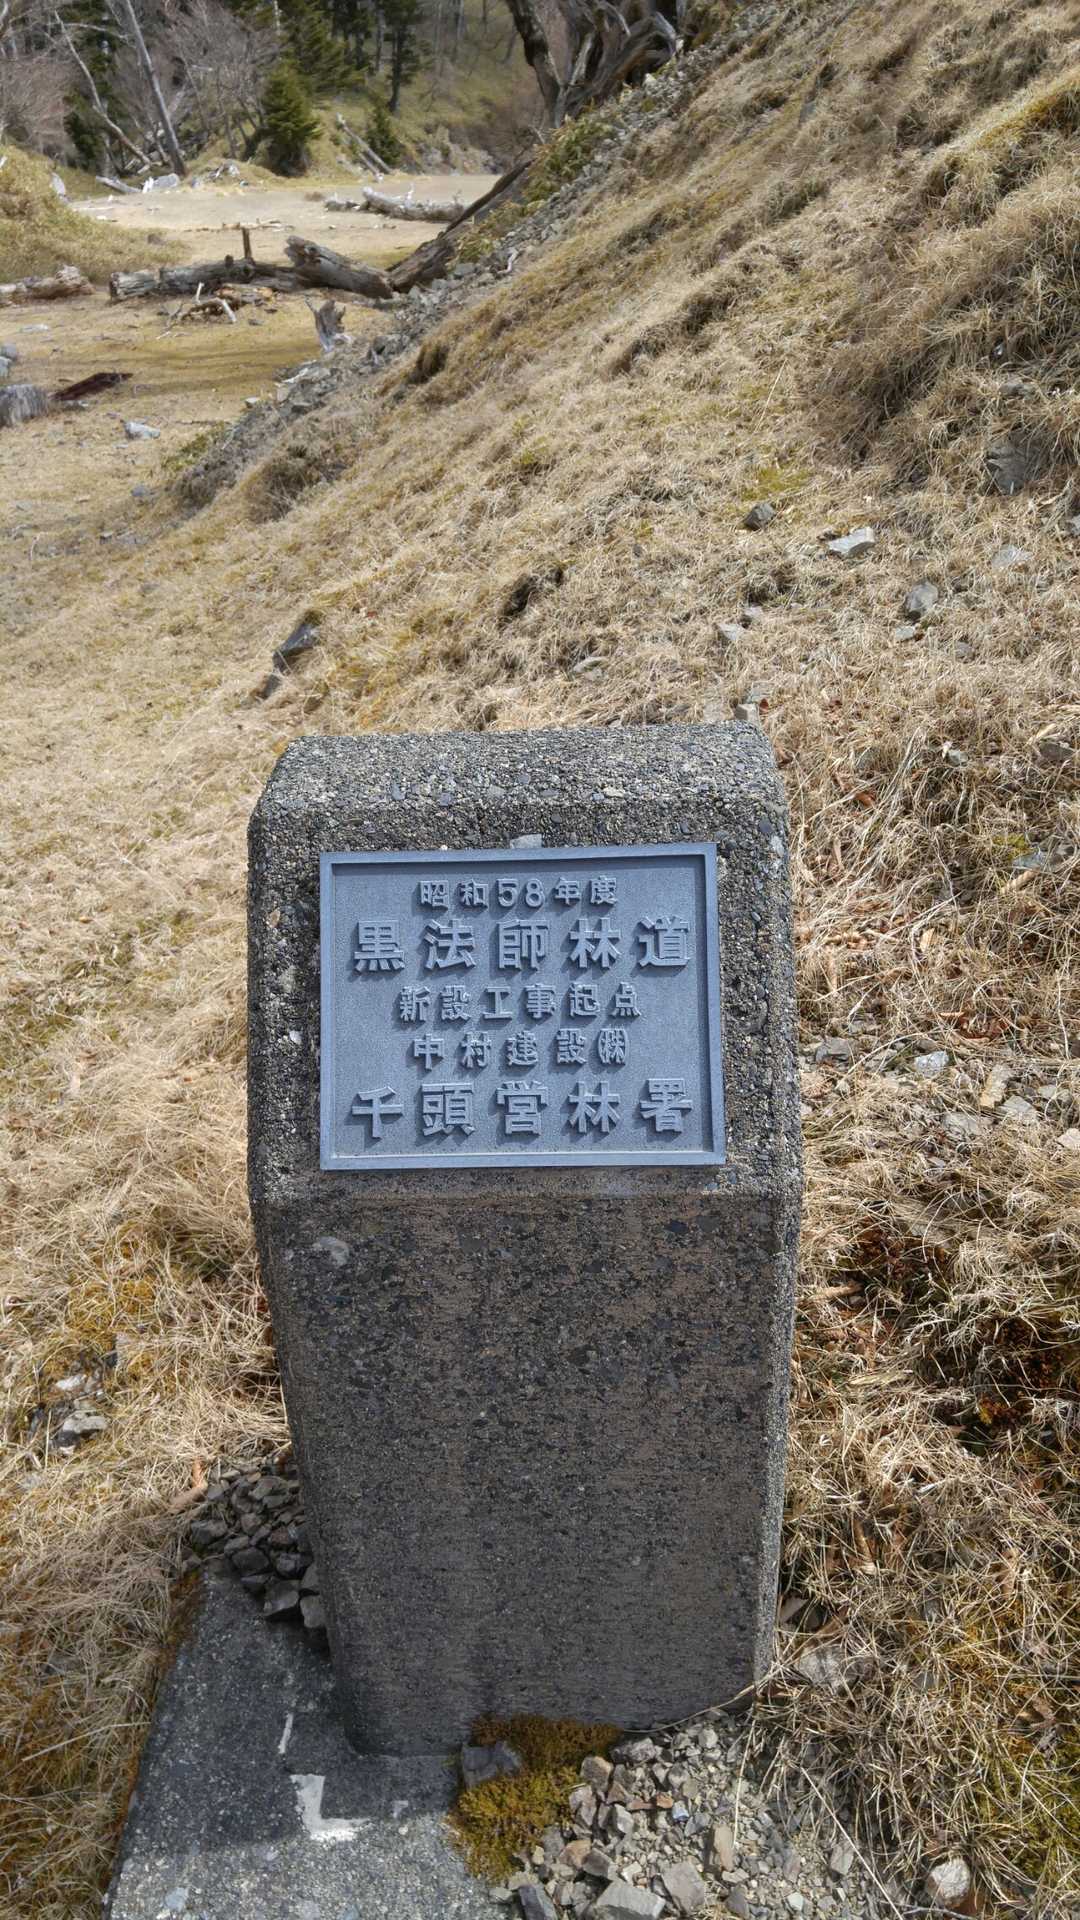 昭和58年度
黒法師林道
新設工事起点
中村建設㈱
千頭営林署